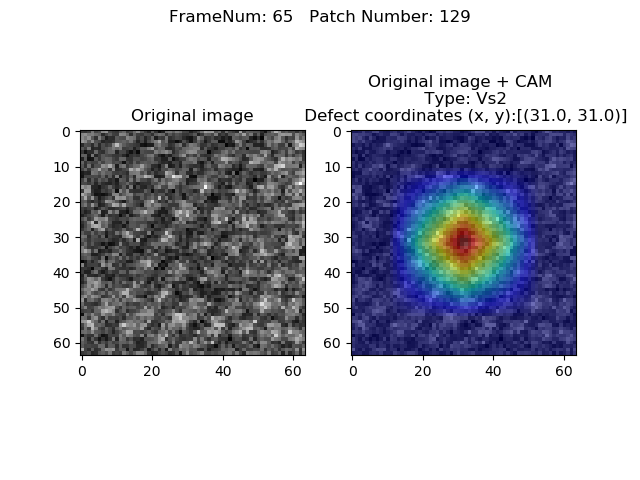 FrameNum: 65   Patch Number: 129
Original image
Original image + CAM
Type: Vs2
Defect coordinates (x, y):[(31.0, 31.0)]
0
10
20
30
40
50
60
0 20 40 60
0
10
20
30
40
50
60
0 20 40 60